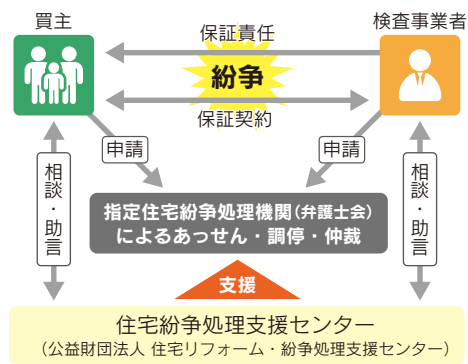 買主
検査事業者
保証責任
紛争
保証契約
申請
申請
相談・助言
相談・助言
指定住宅紛争処理機関(弁護士会)
によるあっせん・調停・仲裁
支援
住宅紛争処理支援センター
(公益財団法人 住宅リフォーム・紛争処理支援センター)